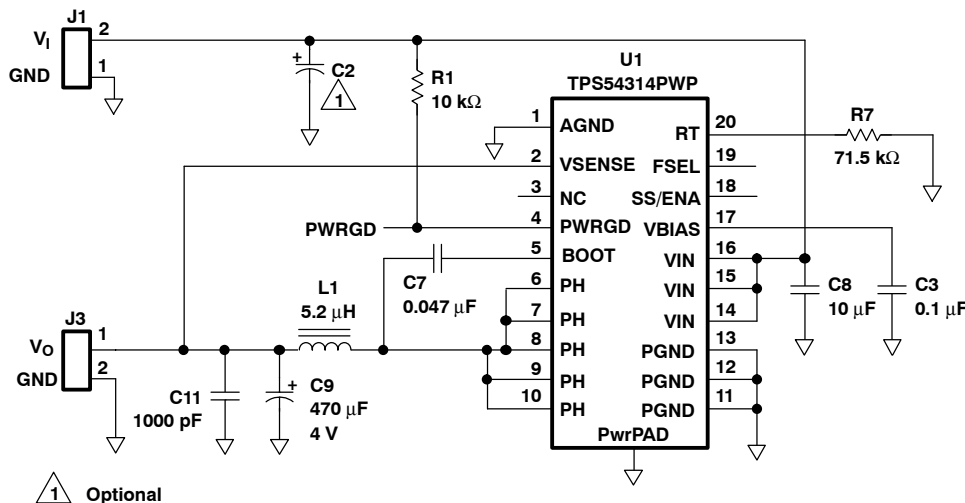 J1
V_I 2
GND 1
+
C2
1
R1
10 kΩ
U1
TPS54314PWP
1 AGND
2 VSENSE
3 NC
4 PWRGD
5 BOOT
6 PH
7 PH
8 PH
9 PH
10 PH
RT 20
FSEL 19
SS/ENA 18
VBIAS 17
VIN 16
VIN 15
VIN 14
PGND 13
PGND 12
PGND 11
PwrPAD
R7
71.5 kΩ
PWRGD
C7
0.047 μF
L1
5.2 μH
C8
10 μF
C3
0.1 μF
J3
V_O 1
GND 2
C11
1000 pF
+
C9
470 μF
4 V
1 Optional